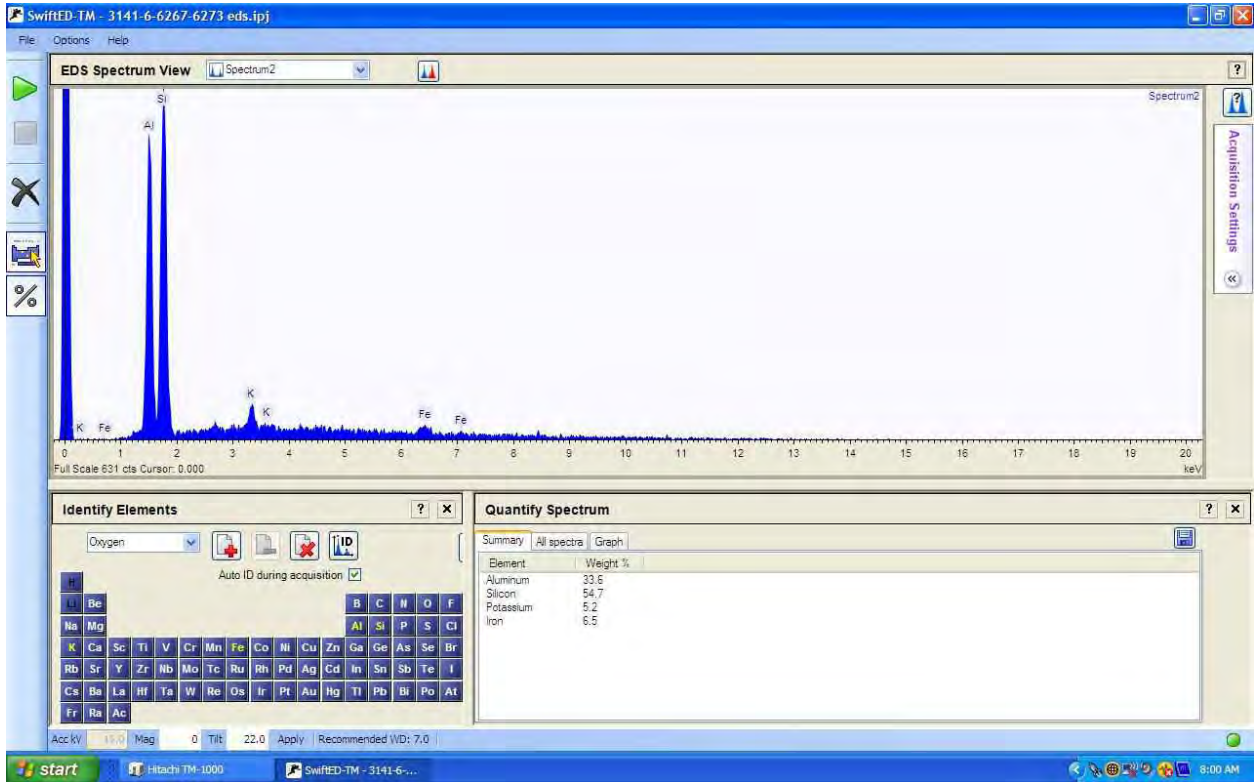 SwiftED-TM - 3141-6-6267-6273 eds.ipj
File Options Help
EDS Spectrum View Spectrum2 ?
Spectrum2
Acquisition Settings
Si
Al
K Fe K K Fe Fe
0 1 2 3 4 5 6 7 8 9 10 11 12 13 14 15 16 17 18 19 20
Full Scale 631 cts Cursor: 0.000 keV
Identify Elements ? X
Oxygen
ID
Auto ID during acquisition
H
Li Be B C N O F
Na Mg Al Si P S Cl
K Ca Sc Ti V Cr Mn Fe Co Ni Cu Zn Ga Ge As Se Br
Rb Sr Y Zr Nb Mo Tc Ru Rh Pd Ag Cd In Sn Sb Te I
Cs Ba La Hf Ta W Re Os Ir Pt Au Hg Tl Pb Bi Po At
Fr Ra Ac
Quantify Spectrum ? X
Summary All spectra Graph
Element Weight %
Aluminum 33.6
Silicon 54.7
Potassium 5.2
Iron 6.5
Acc kV 15.0 Mag 0 Tilt 22.0 Apply Recommended WD: 7.0
start Hitachi TM-1000 SwiftED-TM - 3141-6-... 8:00 AM